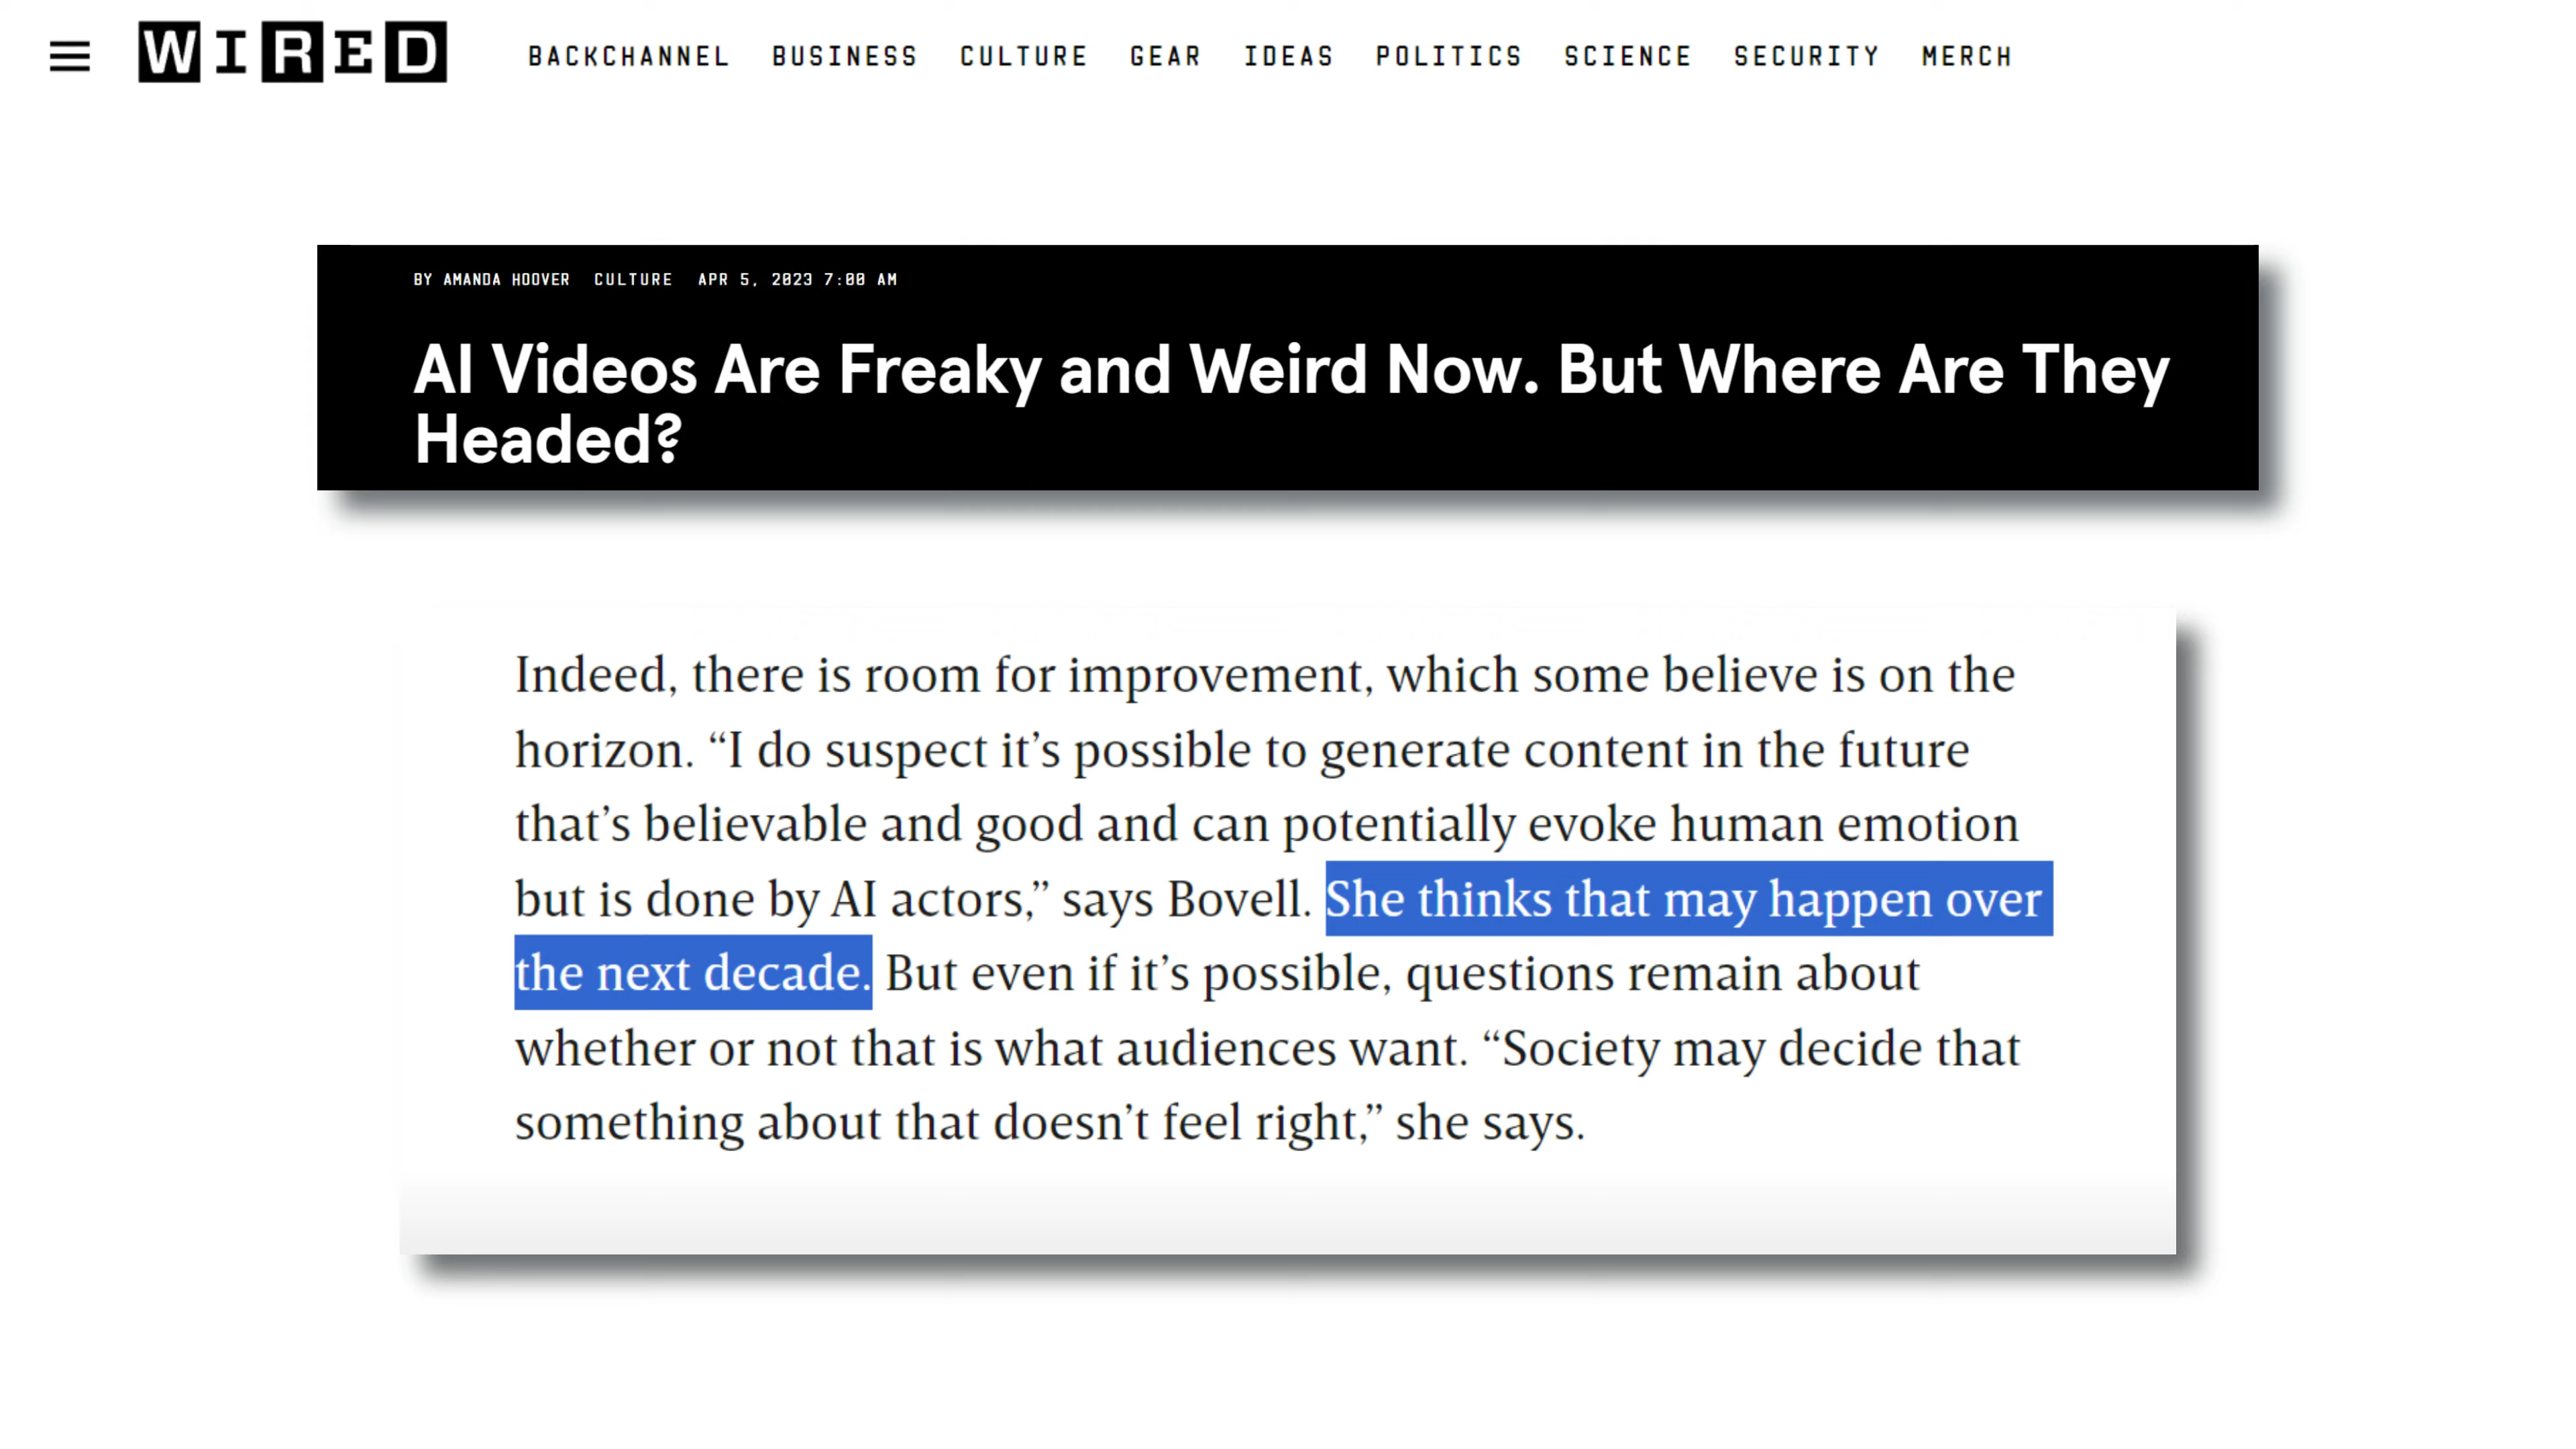 WIRED BACKCHANNEL BUSINESS CULTURE GEAR IDEAS POLITICS SCIENCE SECURITY MERCH
BY AMANDA HOOVER CULTURE APR 5, 2023 7:00 AM
AI Videos Are Freaky and Weird Now. But Where Are They
Headed?
Indeed, there is room for improvement, which some believe is on the
horizon. “I do suspect it’s possible to generate content in the future
that’s believable and good and can potentially evoke human emotion
but is done by AI actors,” says Bovell. She thinks that may happen over
the next decade. But even if it’s possible, questions remain about
whether or not that is what audiences want. “Society may decide that
something about that doesn’t feel right,” she says.